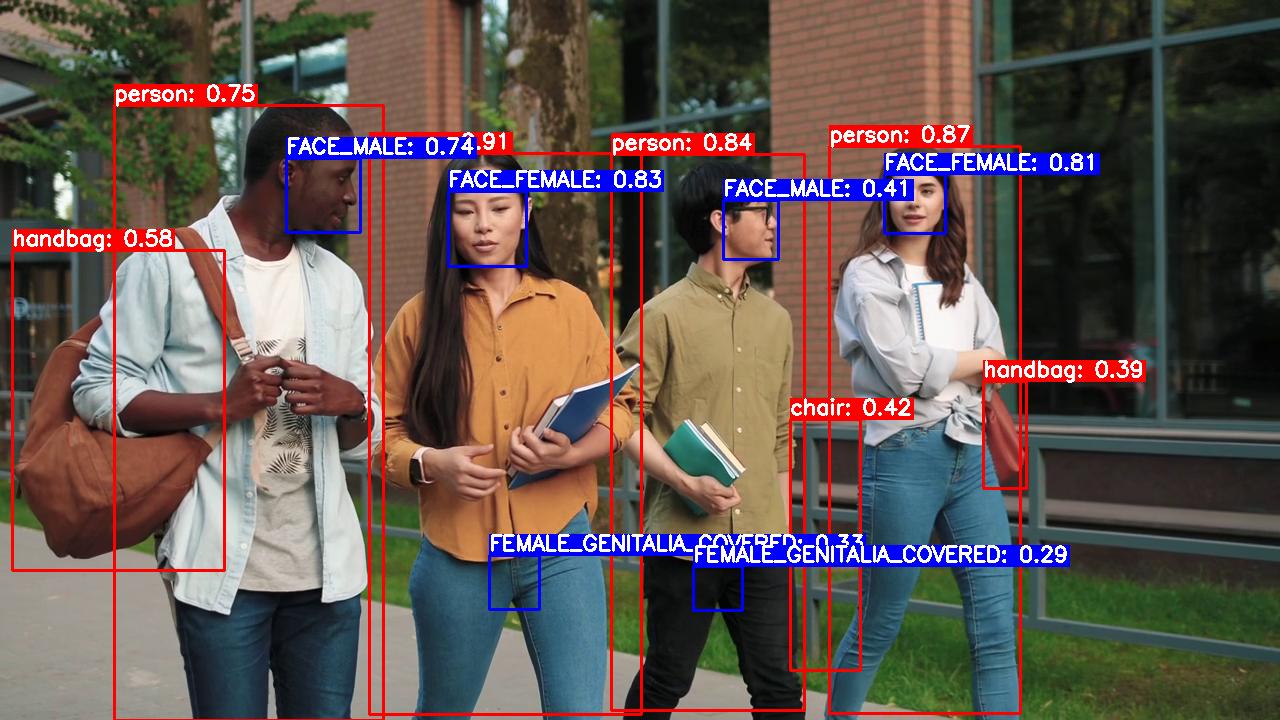 person: 0.75
person: 0.87
0.91
person: 0.84
FACE_MALE: 0.74
FACE_FEMALE: 0.81
FACE_FEMALE: 0.83
FACE_MALE: 0.41
handbag: 0.58
handbag: 0.39
chair: 0.42
FEMALE_GENITALIA_COVERED: 0.33
FEMALE_GENITALIA_COVERED: 0.29